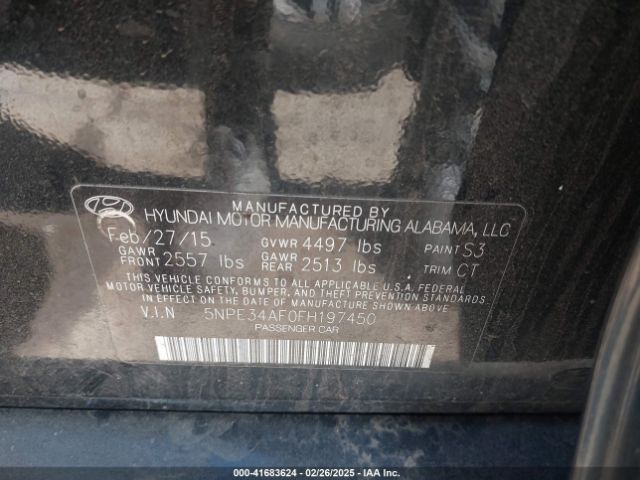 MANUFACTURED BY
HYUNDAI MOTOR MANUFACTURING ALABAMA, LLC
Feb/27/15 GVWR 4497 lbs PAINT S3
GAWR FRONT 2557 lbs GAWR REAR 2513 lbs TRIM CT
THIS VEHICLE CONFORMS TO ALL APPLICABLE U.S.A. FEDERAL
MOTOR VEHICLE SAFETY, BUMPER, AND THEFT PREVENTION STANDARDS
IN EFFECT ON THE DATE OF MANUFACTURE SHOWN ABOVE
V.I.N 5NPE34AF0FH197450
PASSENGER CAR
000-41683624 | 02/26/2025 - IAA Inc.